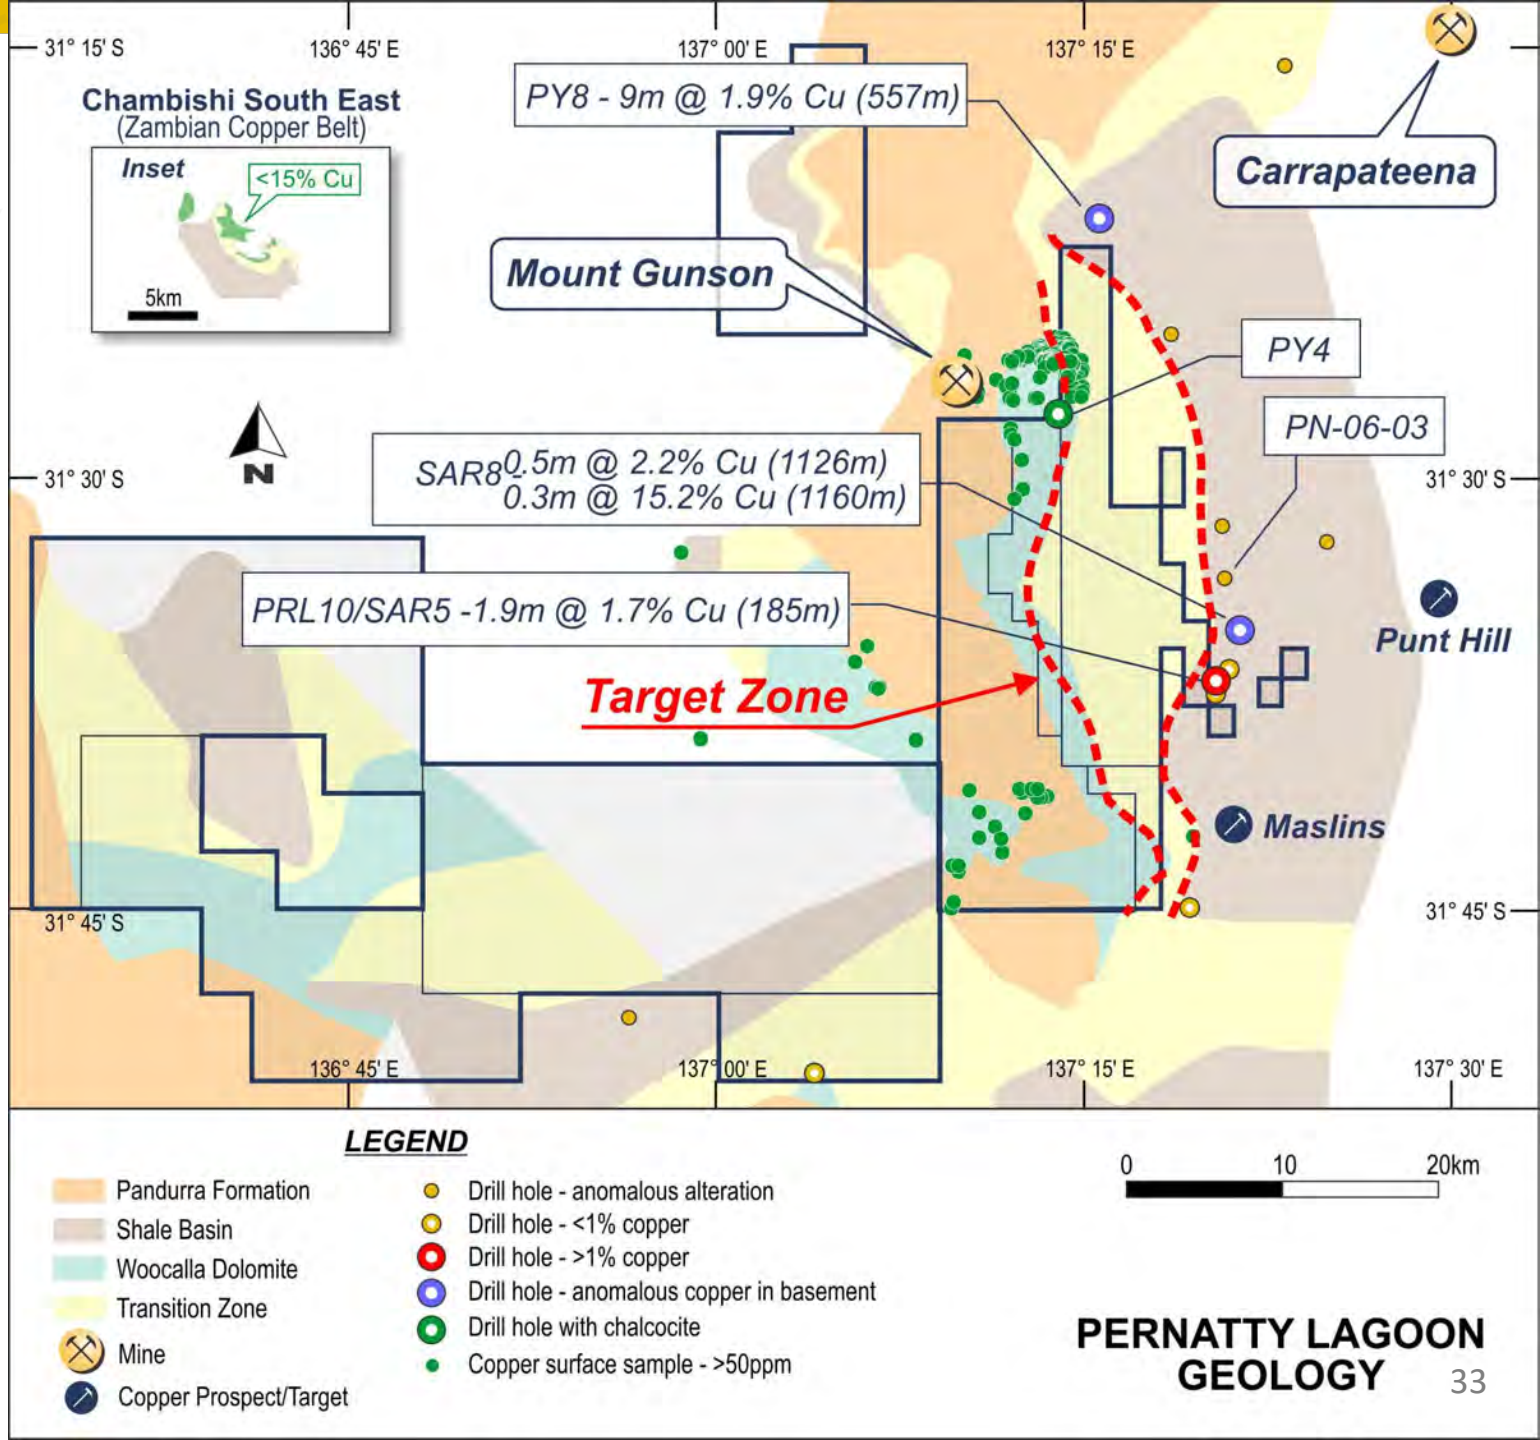 31° 15' S
136° 45' E
137° 00' E
137° 15' E
Chambishi South East
(Zambian Copper Belt)
Inset
<15% Cu
5km
PY8 - 9m @ 1.9% Cu (557m)
Carrapateena
Mount Gunson
PY4
PN-06-03
N
SAR8 0.5m @ 2.2% Cu (1126m)
0.3m @ 15.2% Cu (1160m)
31° 30' S
31° 30' S
PRL10/SAR5 -1.9m @ 1.7% Cu (185m)
Punt Hill
Target Zone
Maslins
31° 45' S
31° 45' S
136° 45' E
137° 00' E
137° 15' E
137° 30' E
LEGEND
Pandurra Formation
Shale Basin
Woocalla Dolomite
Transition Zone
Mine
Copper Prospect/Target
Drill hole - anomalous alteration
Drill hole - <1% copper
Drill hole - >1% copper
Drill hole - anomalous copper in basement
Drill hole with chalcocite
Copper surface sample - >50ppm
0 10 20km
PERNATTY LAGOON
GEOLOGY
33